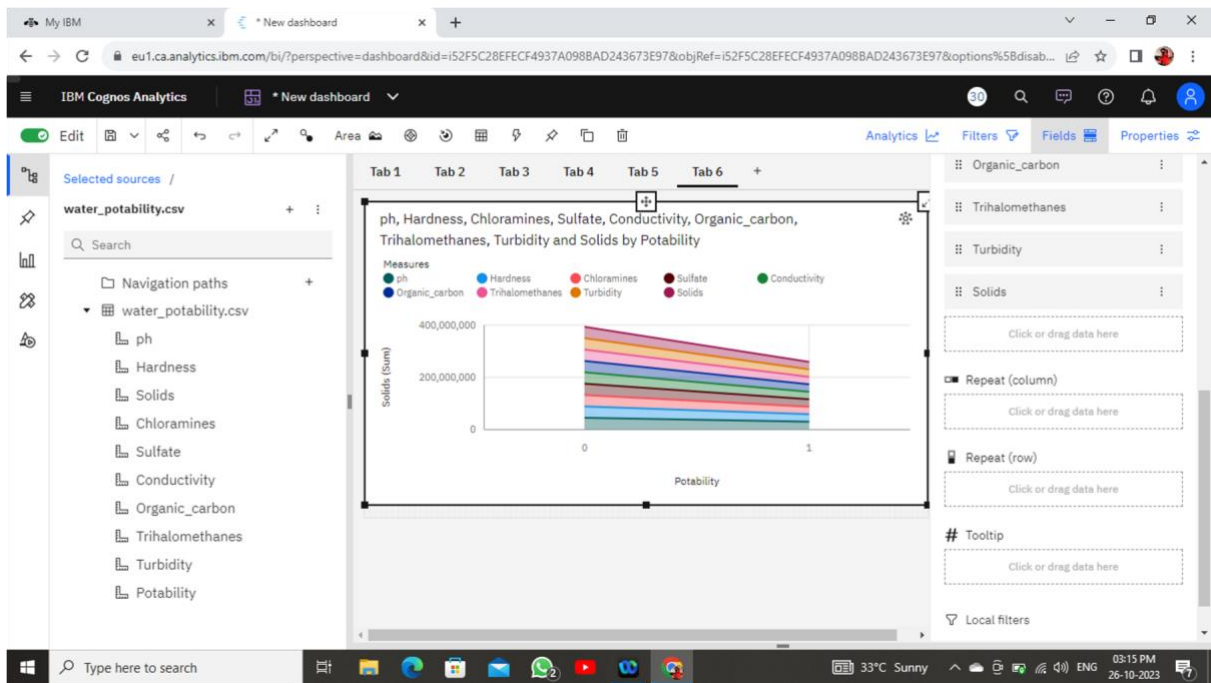 My IBM
* New dashboard
eu1.ca.analytics.ibm.com/bi/?perspective=dashboard&id=i52F5C28EFECF4937A098BAD243673E97&objRef=i52F5C28EFECF4937A098BAD243673E97&options%5Bdisab...
IBM Cognos Analytics
* New dashboard
30
Edit
Area
Analytics
Filters
Fields
Properties
Selected sources /
water_potability.csv
Search
Navigation paths
water_potability.csv
ph
Hardness
Solids
Chloramines
Sulfate
Conductivity
Organic_carbon
Trihalomethanes
Turbidity
Potability
Tab 1 Tab 2 Tab 3 Tab 4 Tab 5 Tab 6 +
ph, Hardness, Chloramines, Sulfate, Conductivity, Organic_carbon,
Trihalomethanes, Turbidity and Solids by Potability
Measures
ph Hardness Chloramines Sulfate Conductivity
Organic_carbon Trihalomethanes Turbidity Solids
400,000,000
200,000,000
0
Solids (Sum)
0 1
Potability
Organic_carbon
Trihalomethanes
Turbidity
Solids
Click or drag data here
Repeat (column)
Click or drag data here
Repeat (row)
Click or drag data here
# Tooltip
Click or drag data here
Local filters
Type here to search
2
33°C Sunny
ENG
03:15 PM
26-10-2023
7